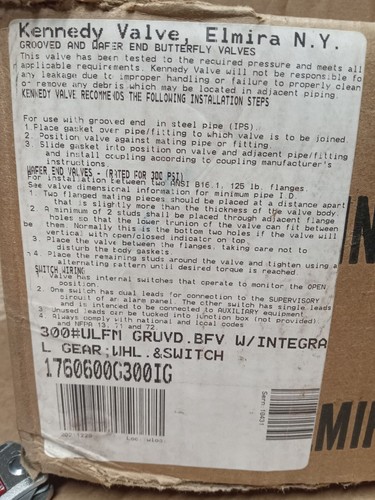 Kennedy Valve, Elmira N.Y.
GROOVED AND WAFER END BUTTERFLY VALVES
This valve has been tested to the required pressure and meets all
applicable requirements. Kennedy Valve will not be responsible fo
any leakage due to improper handling or failure to properly clean
or remove any debris which may be located in adjacent piping.
KENNEDY VALVE RECOMMENDS THE FOLLOWING INSTALLATION STEPS
For use with grooved end in steel pipe (IPS)
1. Place gasket over pipe/fitting to which valve is to be joined.
2. Position valve against mating pipe or fitting.
3. Slide gasket into position on valve and adjacent pipe/fitting
and install coupling according to coupling manufacturer's
instructions.
WAFER END VALVES - (RATED FOR 300 PSI)
For installation between two ANSI B16.1, 125 lb. flanges
See valve dimensional information for minimum pipe I.D.
1. Two flanged mating pieces should be placed at a distance apart
that is slightly more than the thickness of the valve body
2. A minimum of 2 studs shall be placed through adjacent flange
holes so that the lower trunion of the valve can fit between
them. Normally this is the bottom two holes if the valve will
vertical with open/closed indicator on top.
3. Place the valve between the flanges, taking care not to
disturb the body gaskets
4. Place the remaining studs around the valve and tighten using a
alternating pattern until desired torque is reached
SWITCH WIRING
1. Valve has internal switches that operate to monitor the OPEN
position.
2. One switch has dual leads for connection to the SUPERVISORY
circuit of an alarm panel. The other switch has single leads
and is intended to be connected to AUXILIARY equipment
3. Unused leads can be tucked into junction box (not provided)
Always comply with national and local codes
and NFPA 13, 71 and 72
300#ULFM GRUVD.BFV W/INTEGRA
L GEAR,WHL.&SWITCH
1760600G300IG
Sern 10431
MI